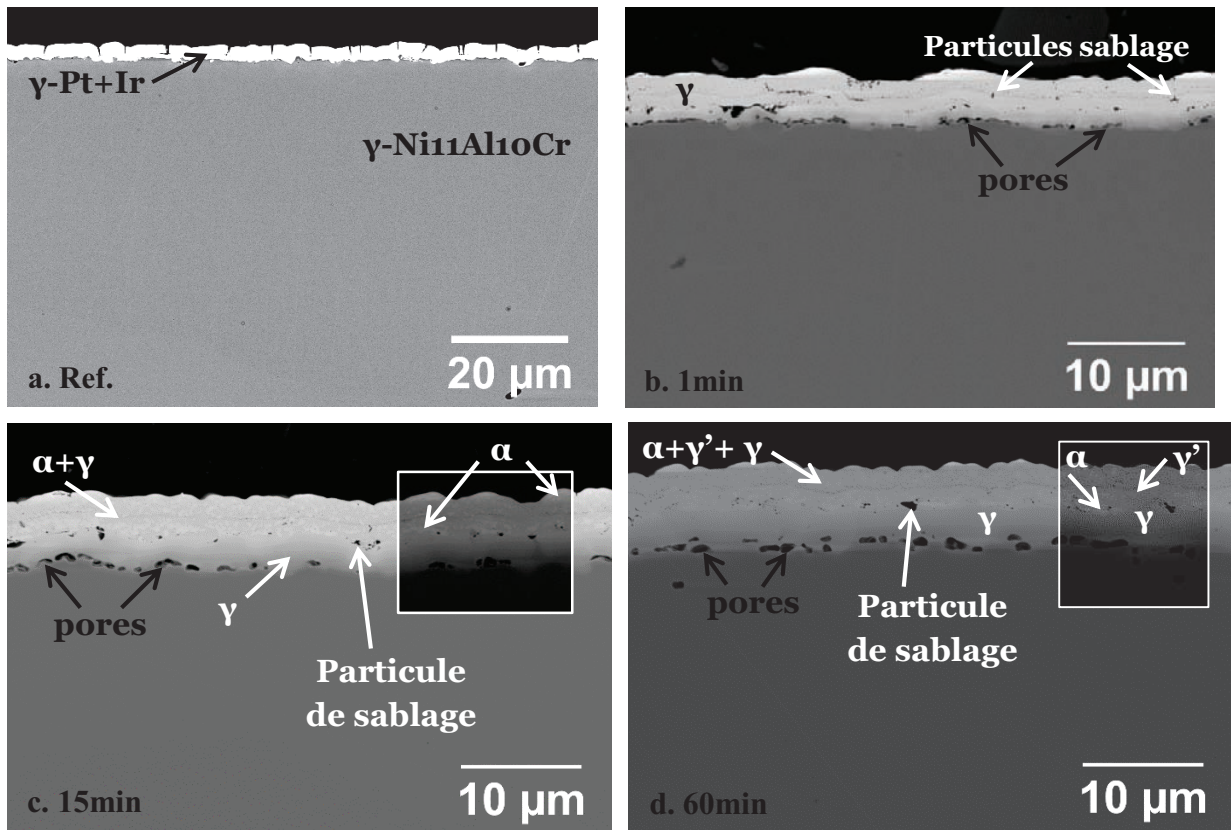 γ-Pt+Ir
γ-Ni11Al10Cr
20 µm
a. Ref.
Particules sablage
γ
pores
10 µm
b. 1min
α+γ
α
pores
γ
Particule
de sablage
10 µm
c. 15min
α+γ’+ γ
α
γ’
γ
γ
pores
Particule
de sablage
10 µm
d. 60min